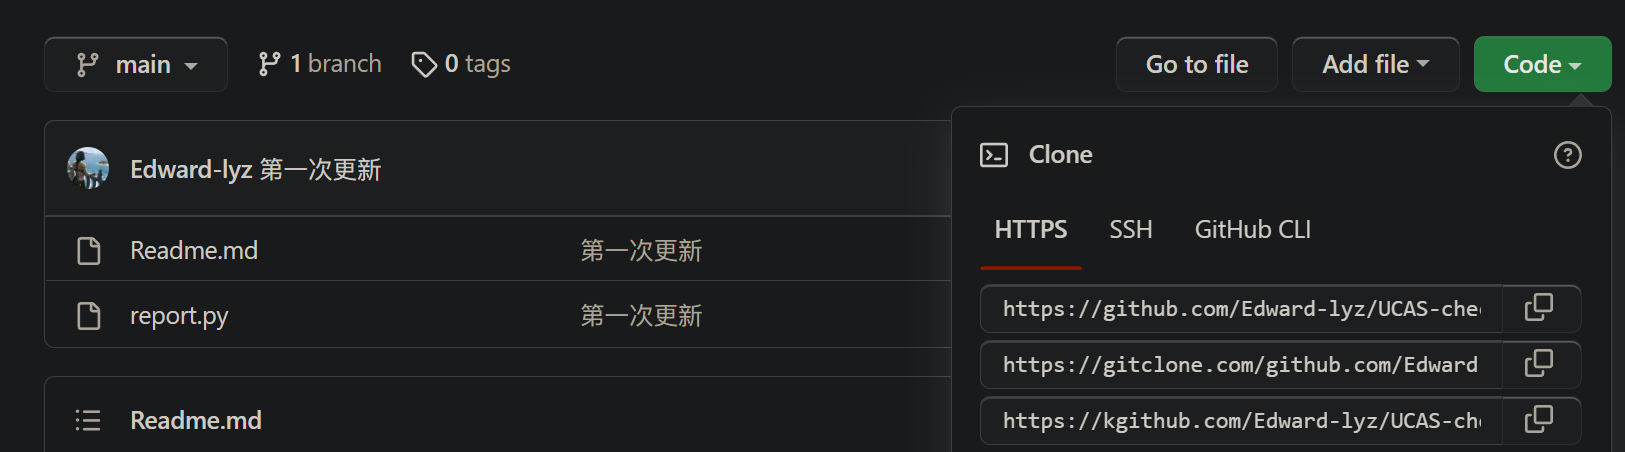 main 1 branch 0 tags Go to file Add file Code
Edward-lyz 第一次更新
Clone
Readme.md 第一次更新
HTTPS SSH GitHub CLI
report.py 第一次更新
https://github.com/Edward-lyz/UCAS-che
https://gitclone.com/github.com/Edward
Readme.md
https://kgithub.com/Edward-lyz/UCAS-ch